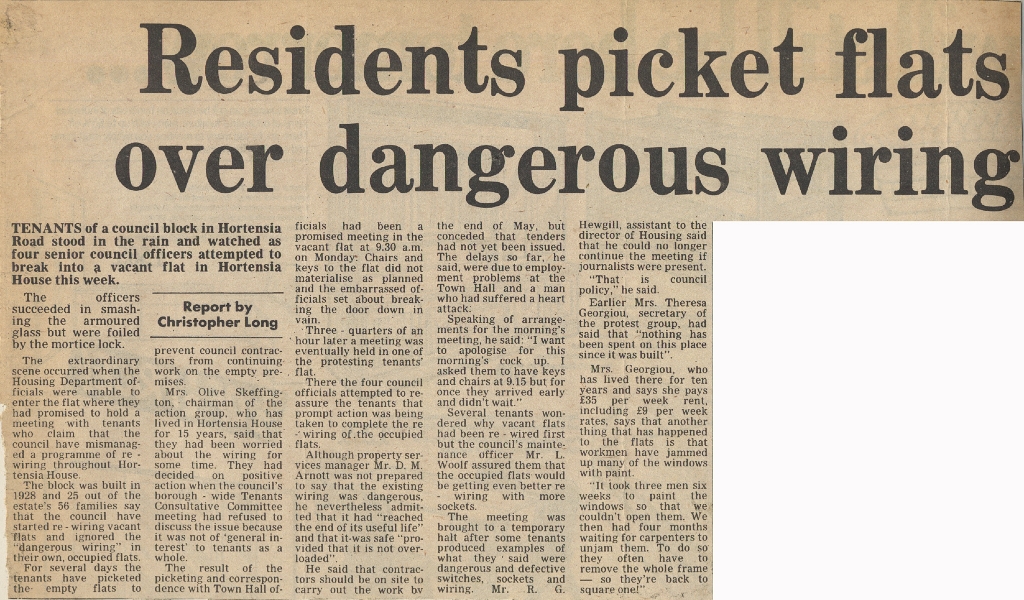 Residents picket flats
over dangerous wiring
TENANTS of a council block in Hortensia
Road stood in the rain and watched as
four senior council officers attempted to
break into a vacant flat in Hortensia
House this week.
The officers
succeeded in smash-
ing the armoured
glass but were foiled
by the mortice lock.
The extraordinary
scene occurred when the
Housing Department of-
ficials were unable to
enter the flat where they
had promised to hold a
meeting with tenants
who claim that the
council have mismanag-
ed a programme of re -
wiring throughout Hor-
tensia House.
The block was built in
1928 and 25 out of the
estate's 56 families say
that the council have
started re - wiring vacant
flats and ignored the
"dangerous wiring" in
their own, occupied flats.
For several days the
tenants have picketed
the empty flats to
Report by
Christopher Long
prevent council contrac-
tors from continuing
work on the empty pre-
mises.
Mrs. Olive Skeffing-
ton, chairman of the
action group, who has
lived in Hortensia House
for 15 years, said that
they had been worried
about the wiring for
some time. They had
decided on positive
action when the council's
borough - wide Tenants
Consultative Committee
meeting had refused to
discuss the issue because
it was not of 'general in-
terest' to tenants as a
whole.
The result of the
picketing and correspon-
dence with Town Hall of-
ficials had been a
promised meeting in the
vacant flat at 9.30 a.m.
on Monday: Chairs and
keys to the flat did not
materialise as planned
and the embarrassed of-
ficials set about break-
ing the door down in
vain.
Three - quarters of an
hour later a meeting was
eventually held in one of
the protesting tenants'
flat.
There the four council
officials attempted to re-
assure the tenants that
prompt action was being
taken to complete the re
- wiring of the occupied
flats.
Although property ser-
vices manager Mr. D. M.
Arnott was not prepared
to say that the existing
wiring was dangerous,
he nevertheless admit-
ted that it had "reached
the end of its useful life"
and that it was safe "pro-
vided that it is not over-
loaded".
He said that contrac-
tors should be on site to
carry out the work by
the end of May, but
conceded that tenders
had not yet been issued.
The delays so far, he
said, were due to employ-
ment problems at the
Town Hall and a man
who had suffered a heart
attack.
Speaking of arrange-
ments for the morning's
meeting, he said: "I want
to apologise for this
morning's cock up. I
asked them to have keys
and chairs at 9.15 but for
once they arrived early
and didn't wait."
Several tenants won-
dered why vacant flats
had been re - wired first
but the council's mainte-
nance officer Mr. L.
Woolf assured them that
the occupied flats would
be getting even better re
- wiring with more
sockets.
The meeting was
brought to a temporary
halt after some tenants
produced examples of
what they said were
dangerous and defective
switches, sockets and
wiring. Mr. R. G.
Hewgill, assistant to the
director of Housing said
that he could no longer
continue the meeting if
journalists were present.
"That is council
policy," he said.
Earlier Mrs. Theresa
Georgiou, secretary of
the protest group, had
said that "nothing has
been spent on this place
since it was built".
Mrs. Georgiou, who
has lived there for ten
years and says she pays
£35 per week rent,
including £9 per week
rates, says that another
thing that has happened
to the flats is that
workmen have jammed
up many of the windows
with paint.
"It took three men six
weeks to paint the
windows so that we
couldn't open them. We
then had four months
waiting for carpenters to
unjam them. To do so
they often have to
remove the whole frame
— so they're back to
square one!"